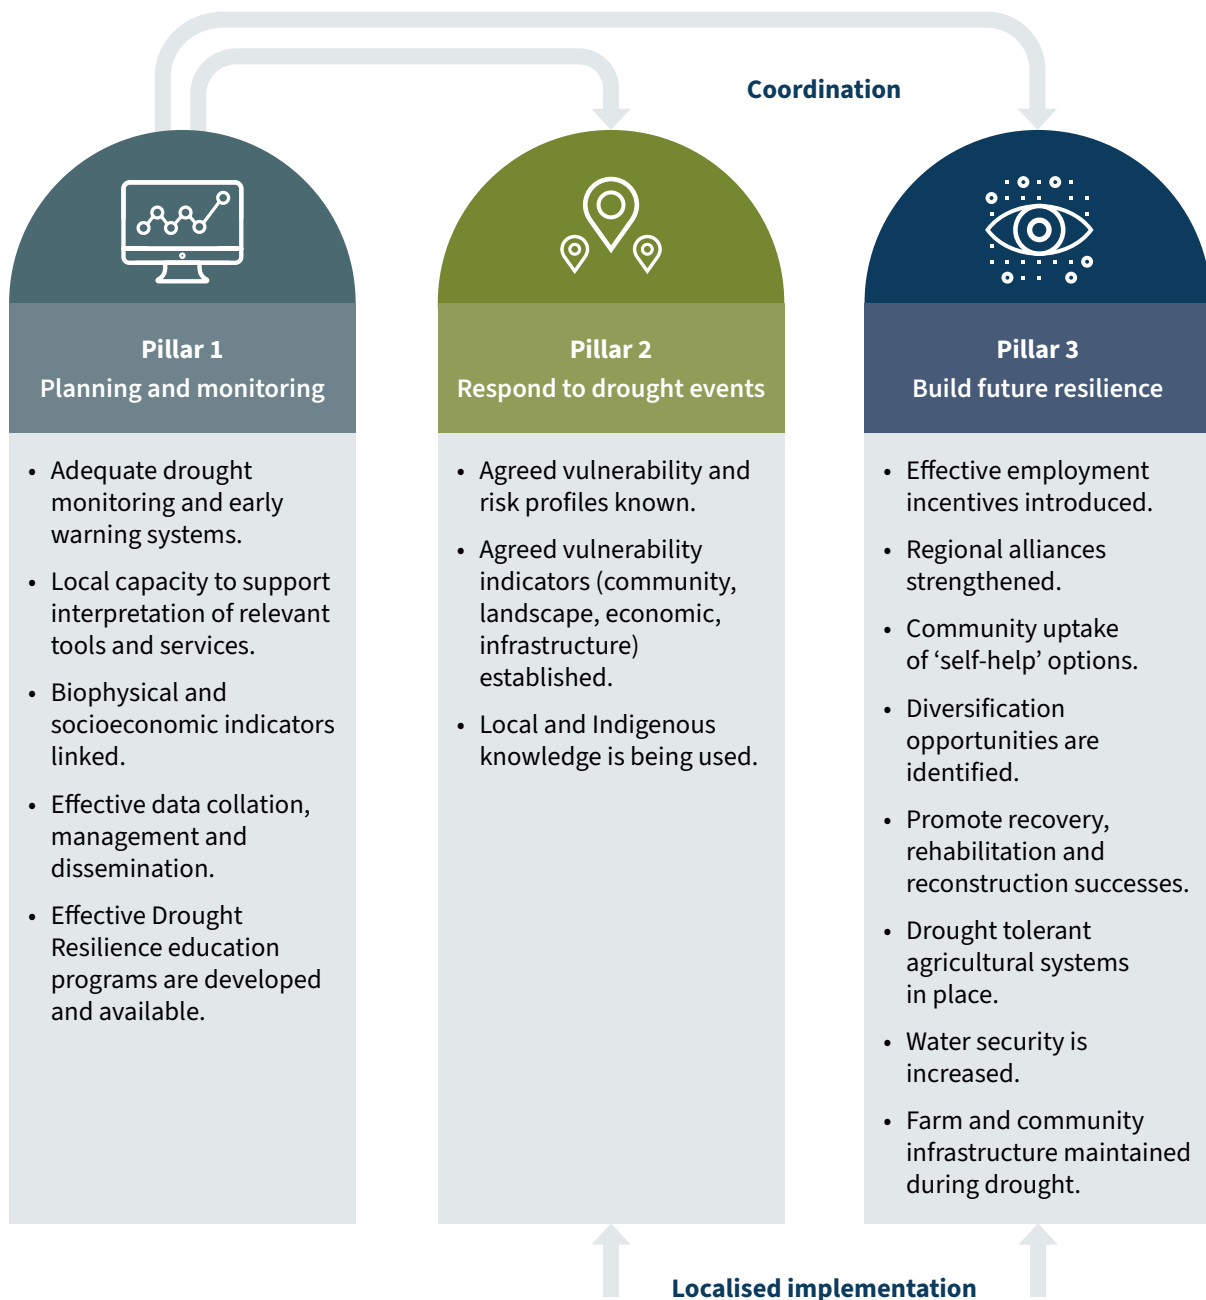 Coordination
Pillar 1
Planning and monitoring
• Adequate drought
monitoring and early
warning systems.
• Local capacity to support
interpretation of relevant
tools and services.
• Biophysical and
socioeconomic indicators
linked.
• Effective data collation,
management and
dissemination.
• Effective Drought
Resilience education
programs are developed
and available.
Pillar 2
Respond to drought events
• Agreed vulnerability and
risk profiles known.
• Agreed vulnerability
indicators (community,
landscape, economic,
infrastructure)
established.
• Local and Indigenous
knowledge is being used.
Pillar 3
Build future resilience
• Effective employment
incentives introduced.
• Regional alliances
strengthened.
• Community uptake
of ‘self-help’ options.
• Diversification
opportunities are
identified.
• Promote recovery,
rehabilitation and
reconstruction successes.
• Drought tolerant
agricultural systems
in place.
• Water security is
increased.
• Farm and community
infrastructure maintained
during drought.
Localised implementation